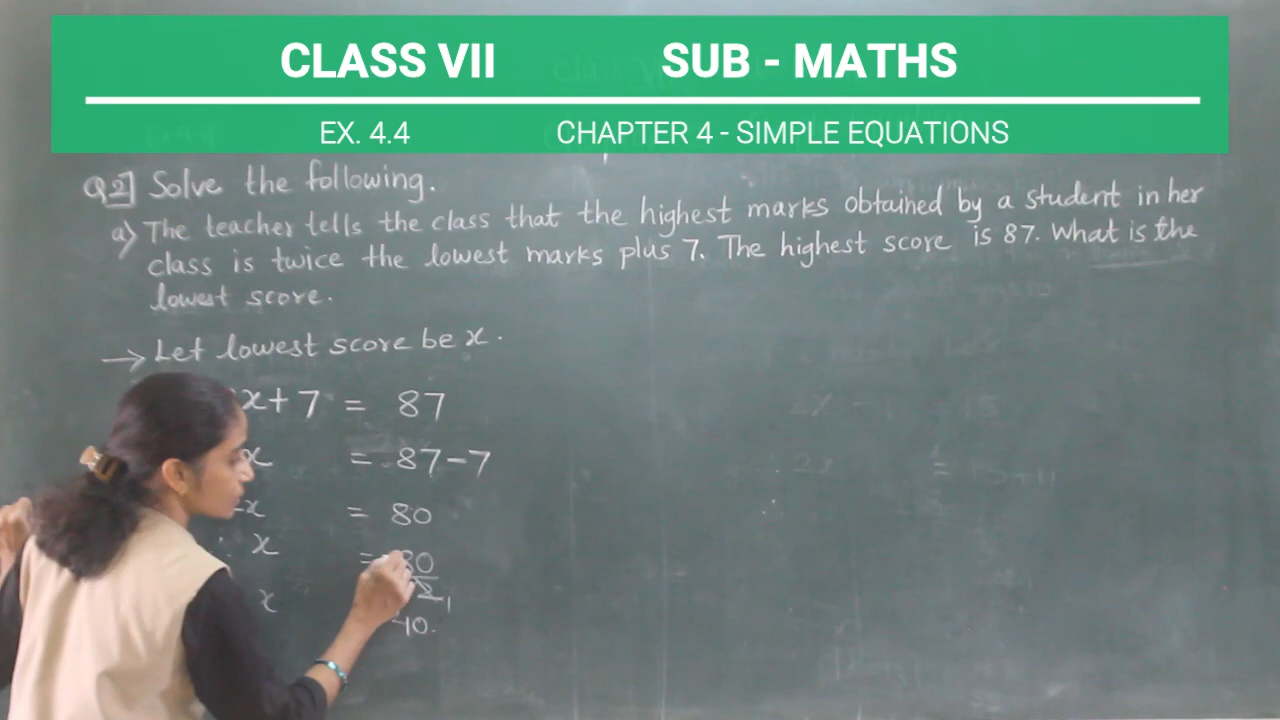 CLASS VII SUB - MATHS
EX. 4.4 CHAPTER 4 - SIMPLE EQUATIONS
Q2] Solve the following.
a) The teacher tells the class that the highest marks obtained by a student in her
class is twice the lowest marks plus 7. The highest score is 87. What is the
lowest score.
→ Let lowest score be x.
x + 7 = 87
x = 87 - 7
x = 80
x = 80
2 1
x 40.